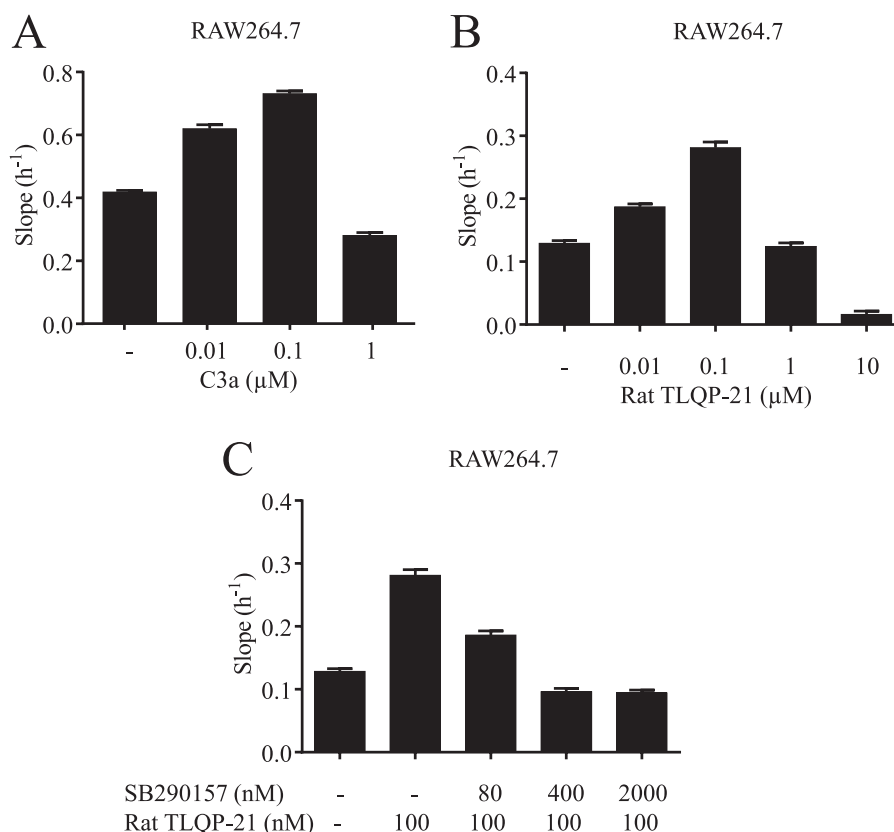 A
RAW264.7
Slope (h⁻¹)
0.8
0.6
0.4
0.2
0.0
- 0.01 0.1 1
C3a (µM)
B
RAW264.7
Slope (h⁻¹)
0.4
0.3
0.2
0.1
0.0
- 0.01 0.1 1 10
Rat TLQP-21 (µM)
C
RAW264.7
Slope (h⁻¹)
0.4
0.3
0.2
0.1
0.0
SB290157 (nM) - - 80 400 2000
Rat TLQP-21 (nM) - 100 100 100 100